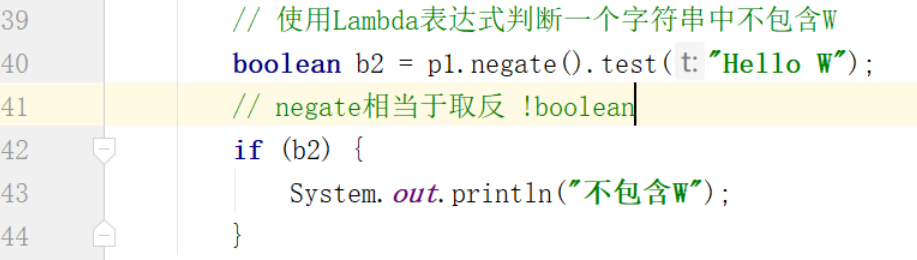 39 // 使用Lambda表达式判断一个字符串中不包含W
40 boolean b2 = p1.negate().test( t: "Hello W");
41 // negate相当于取反 !boolean
42 if (b2) {
43 System.out.println("不包含W");
44 }